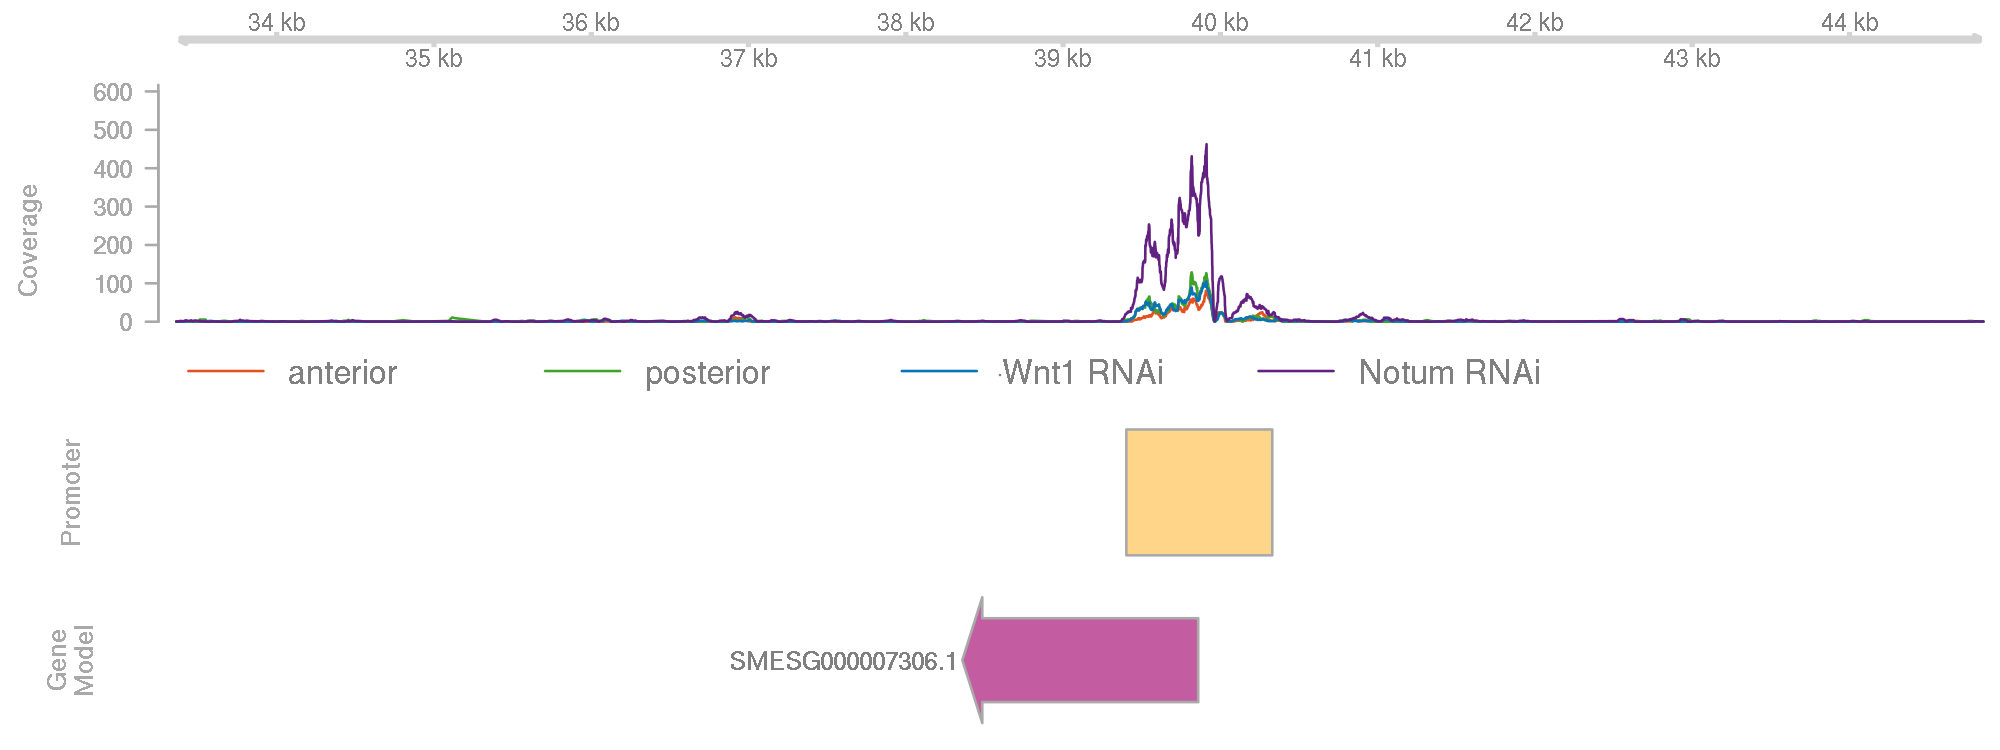 34 kb 36 kb 38 kb 40 kb 42 kb 44 kb
35 kb 37 kb 39 kb 41 kb 43 kb
Coverage
600
500
400
300
200
100
0
anterior posterior Wnt1 RNAi Notum RNAi
Promoter
Gene
Model
SMESG000007306.1